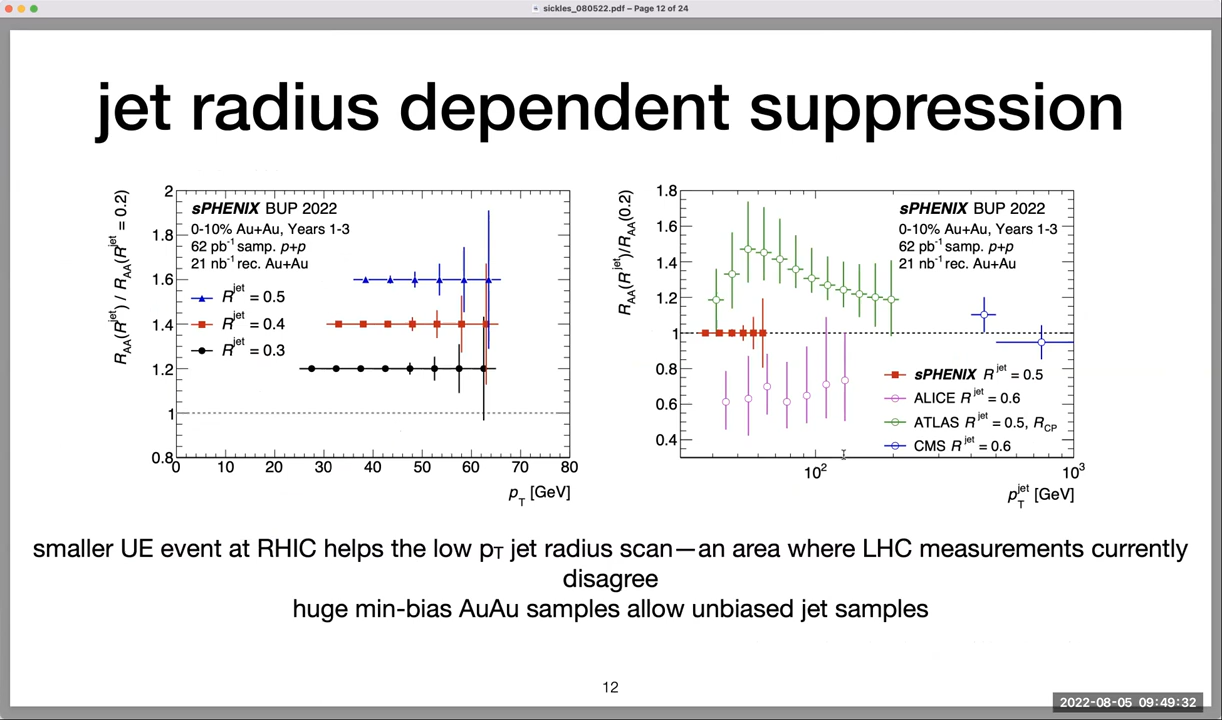 sickles_080522.pdf – Page 12 of 24
jet radius dependent suppression
R_AA(R^jet) / R_AA(R^jet = 0.2)
2
1.8
1.6
1.4
1.2
1
0.8
sPHENIX BUP 2022
0-10% Au+Au, Years 1-3
62 pb^-1 samp. p+p
21 nb^-1 rec. Au+Au
R^jet = 0.5
R^jet = 0.4
R^jet = 0.3
0 10 20 30 40 50 60 70 80
p_T [GeV]
R_AA(R^jet)/R_AA(0.2)
1.8
1.6
1.4
1.2
1
0.8
0.6
0.4
sPHENIX BUP 2022
0-10% Au+Au, Years 1-3
62 pb^-1 samp. p+p
21 nb^-1 rec. Au+Au
sPHENIX R^jet = 0.5
ALICE R^jet = 0.6
ATLAS R^jet = 0.5, R_CP
CMS R^jet = 0.6
10^2 10^3
p_T^jet [GeV]
smaller UE event at RHIC helps the low p_T jet radius scan—an area where LHC measurements currently
disagree
huge min-bias AuAu samples allow unbiased jet samples
12
2022-08-05 09:49:32